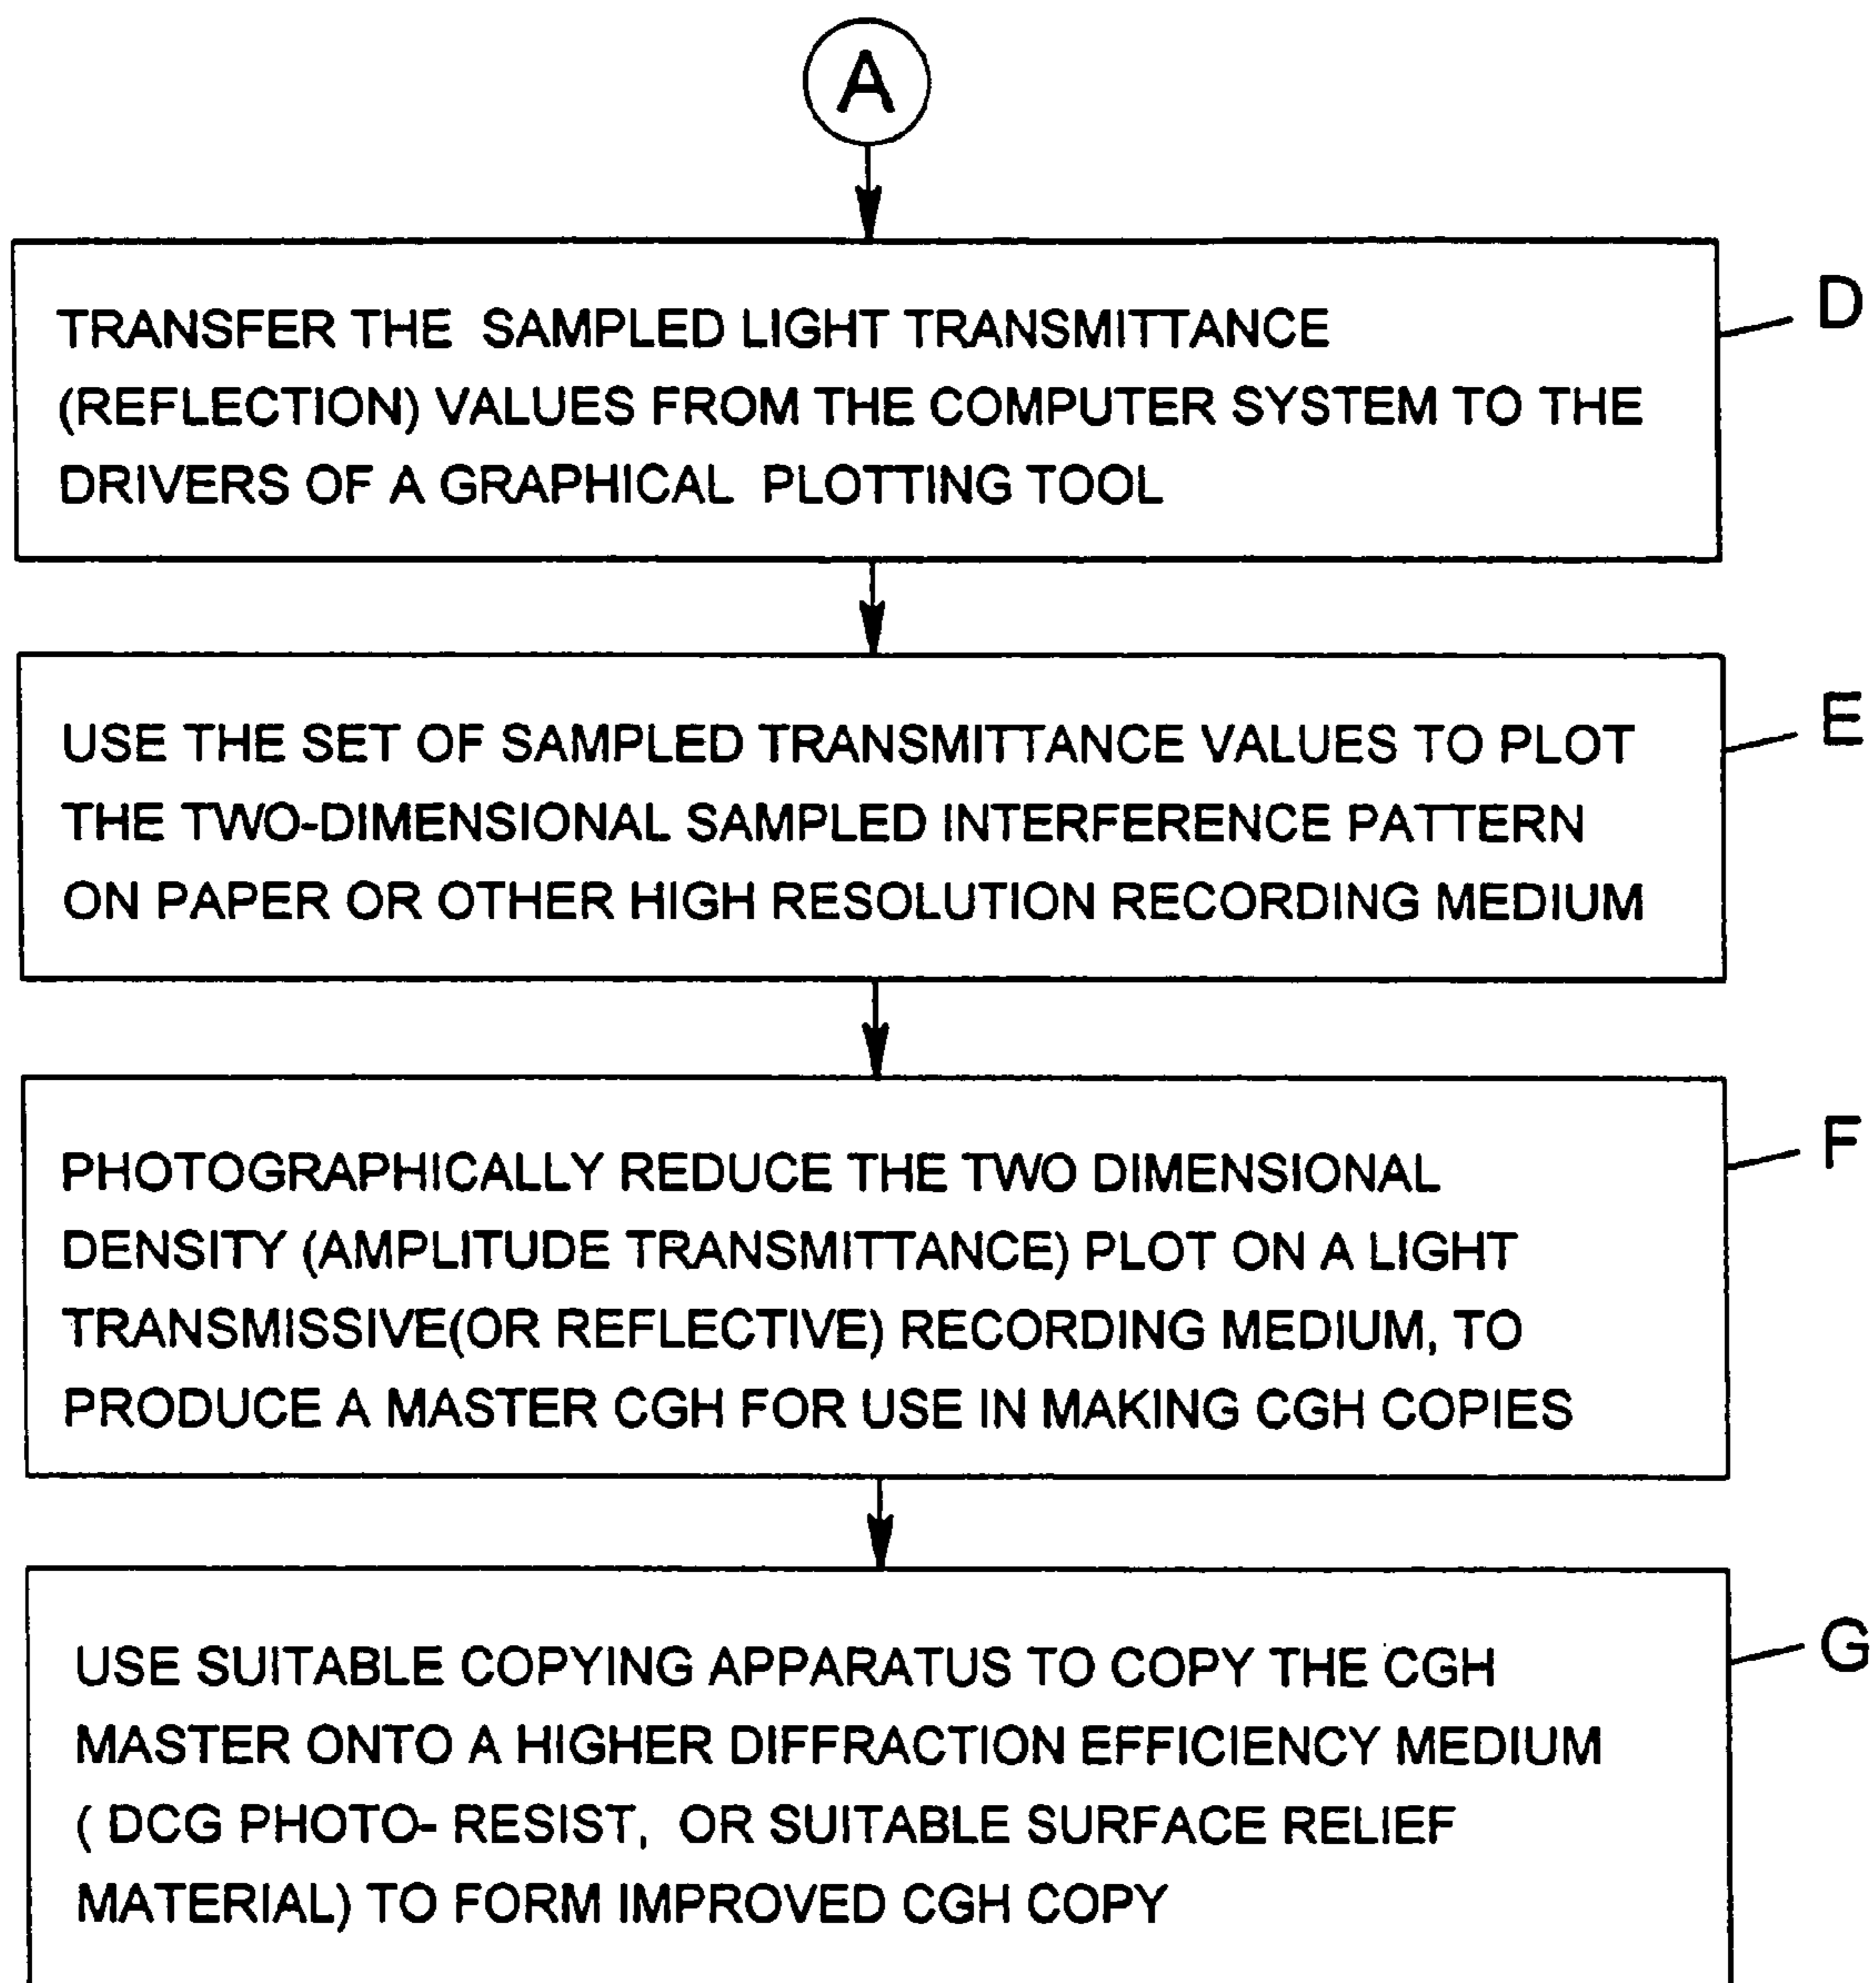 A
TRANSFER THE SAMPLED LIGHT TRANSMITTANCE
(REFLECTION) VALUES FROM THE COMPUTER SYSTEM TO THE
DRIVERS OF A GRAPHICAL PLOTTING TOOL
D
USE THE SET OF SAMPLED TRANSMITTANCE VALUES TO PLOT
THE TWO-DIMENSIONAL SAMPLED INTERFERENCE PATTERN
ON PAPER OR OTHER HIGH RESOLUTION RECORDING MEDIUM
E
PHOTOGRAPHICALLY REDUCE THE TWO DIMENSIONAL
DENSITY (AMPLITUDE TRANSMITTANCE) PLOT ON A LIGHT
TRANSMISSIVE(OR REFLECTIVE) RECORDING MEDIUM, TO
PRODUCE A MASTER CGH FOR USE IN MAKING CGH COPIES
F
USE SUITABLE COPYING APPARATUS TO COPY THE CGH
MASTER ONTO A HIGHER DIFFRACTION EFFICIENCY MEDIUM
( DCG PHOTO- RESIST, OR SUITABLE SURFACE RELIEF
MATERIAL) TO FORM IMPROVED CGH COPY
G